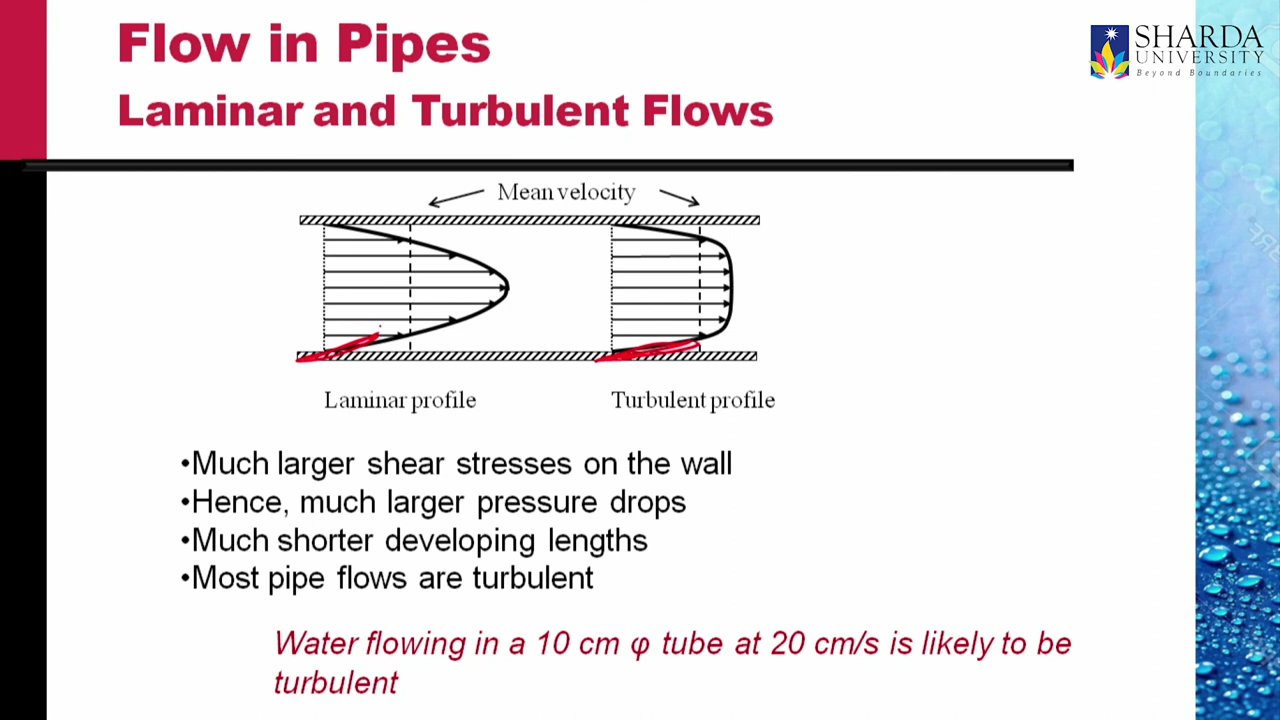 Flow in Pipes
Laminar and Turbulent Flows
SHARDA
UNIVERSITY
Beyond Boundaries
Mean velocity
Laminar profile
Turbulent profile
•Much larger shear stresses on the wall
•Hence, much larger pressure drops
•Much shorter developing lengths
•Most pipe flows are turbulent
Water flowing in a 10 cm φ tube at 20 cm/s is likely to be
turbulent